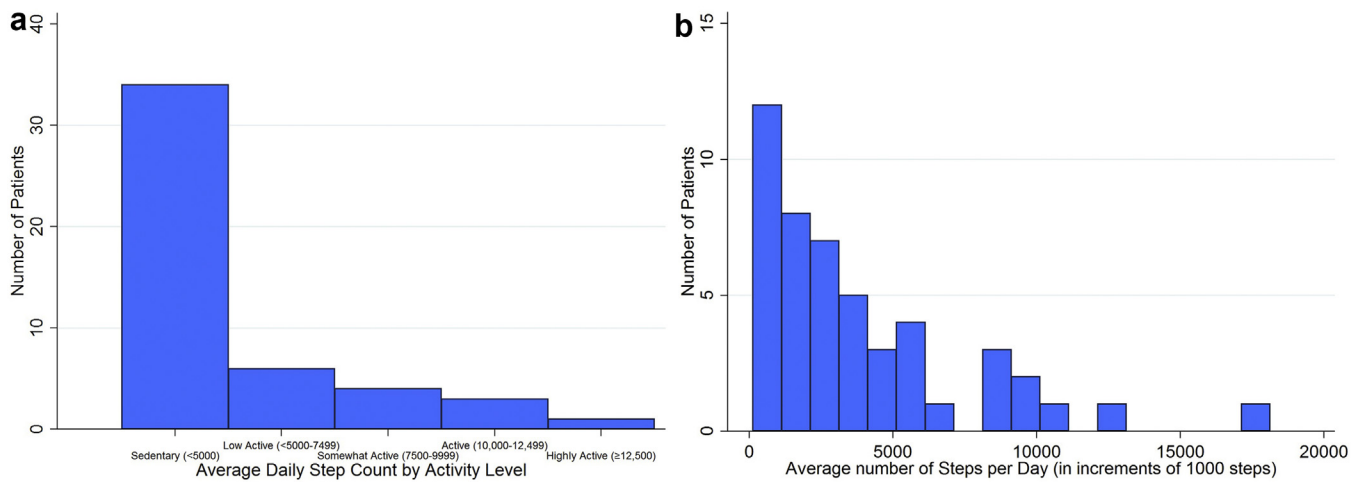 a
40
30
20
10
0
Number of Patients
Low Active (<5000-7499)
Active (10,000-12,499)
Sedentary (<5000)
Somewhat Active (7500-9999)
Highly Active (≥12,500)
Average Daily Step Count by Activity Level
b
15
10
5
0
Number of Patients
0
5000
10000
15000
20000
Average number of Steps per Day (in increments of 1000 steps)